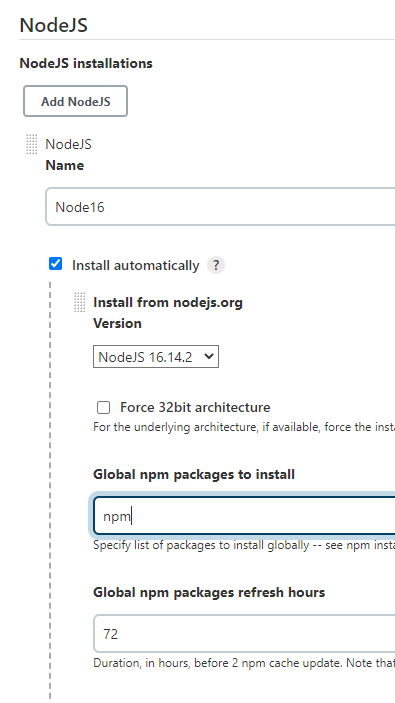 NodeJS
NodeJS installations
Add NodeJS
NodeJS
Name
Node16
Install automatically ?
Install from nodejs.org
Version
NodeJS 16.14.2
Force 32bit architecture
For the underlying architecture, if available, force the insta
Global npm packages to install
npm
Specify list of packages to install globally -- see npm insta
Global npm packages refresh hours
72
Duration, in hours, before 2 npm cache update. Note that